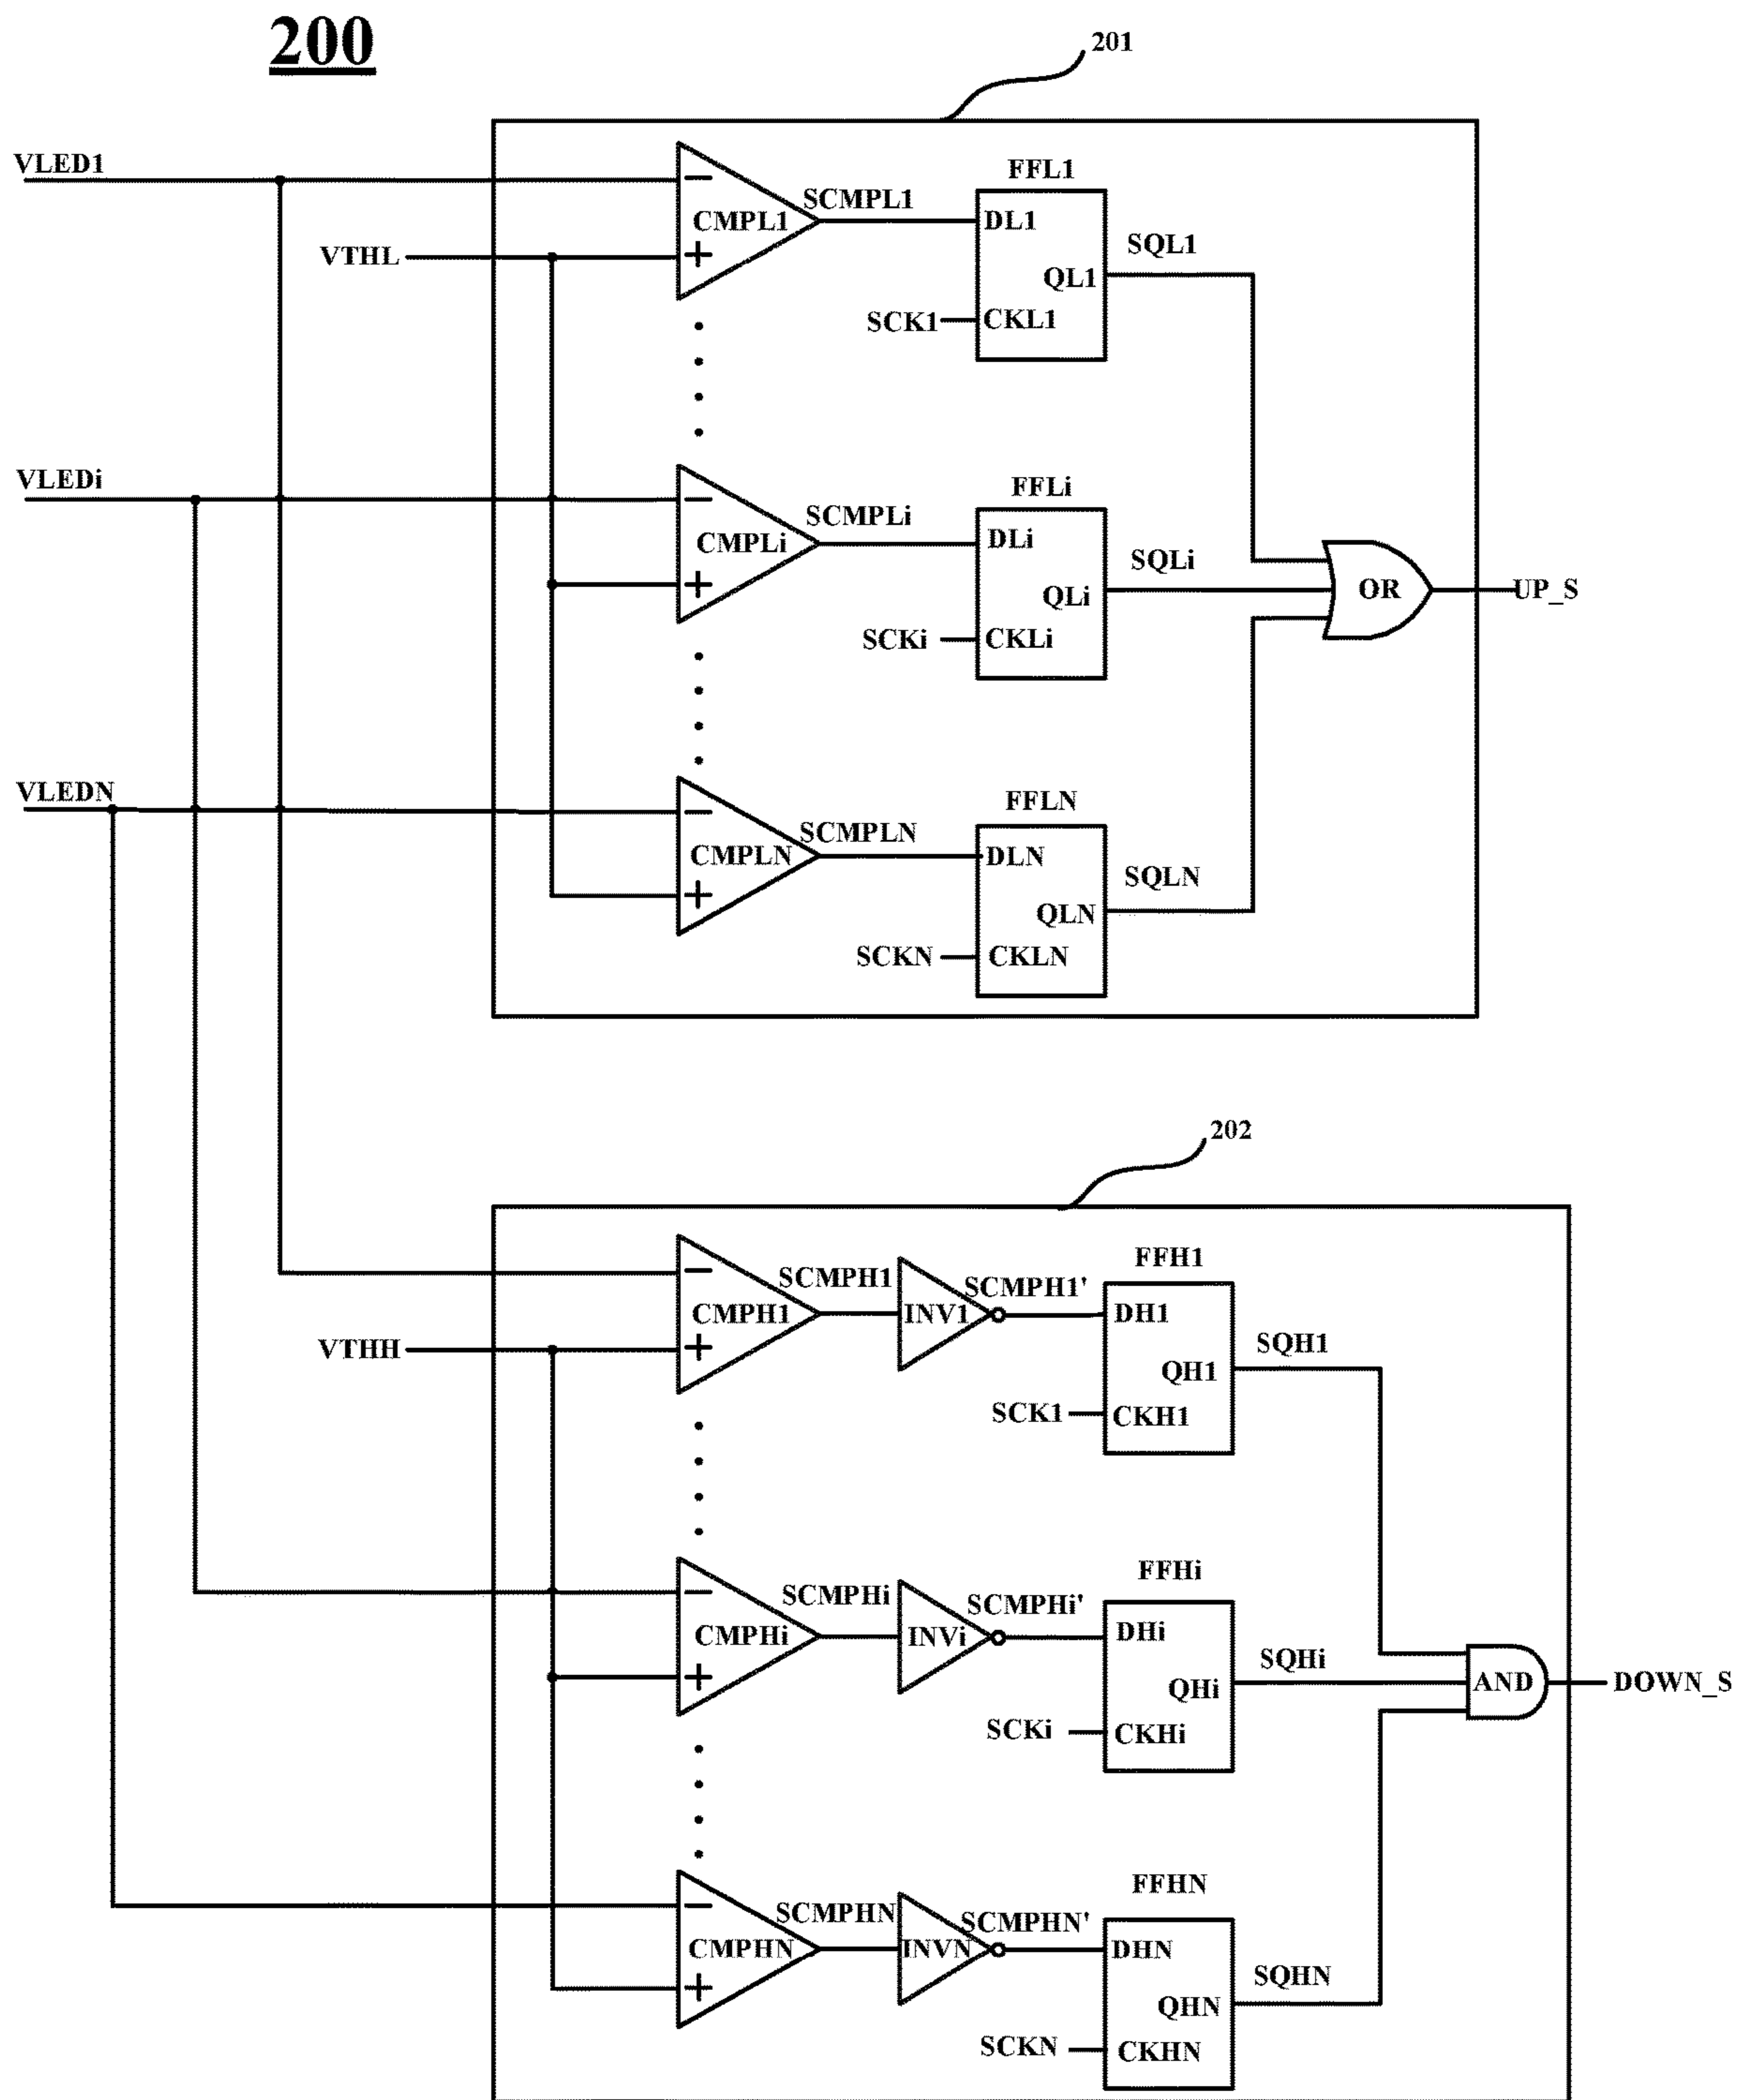 200
201
VLED1
VTHL
CMPL1
SCMPL1
FFL1
DL1
QL1
SCK1
CKL1
SQL1
VLEDi
CMPLi
SCMPLi
FFLi
DLi
QLi
SCKi
CKLi
SQLi
OR
UP_S
VLEDN
CMPLN
SCMPLN
FFLN
DLN
QLN
SCKN
CKLN
SQLN
202
VTHH
CMPH1
SCMPH1
INV1
SCMPH1'
FFH1
DH1
QH1
SCK1
CKH1
SQH1
CMPHi
SCMPHi
INVi
SCMPHi'
FFHi
DHi
QHi
SCKi
CKHi
SQHi
AND
DOWN_S
CMPHN
SCMPHN
INVN
SCMPHN'
FFHN
DHN
QHN
SCKN
CKHN
SQHN